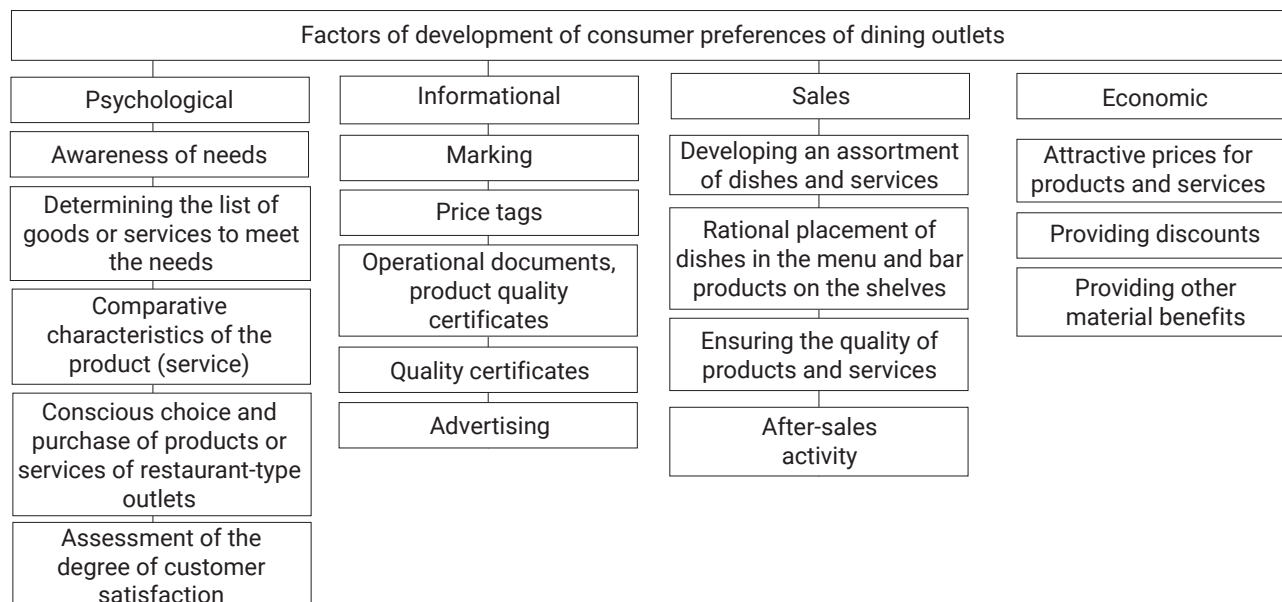 Factors of development of consumer preferences of dining outlets
Psychological
Awareness of needs
Determining the list of
goods or services to meet
the needs
Comparative
characteristics of the
product (service)
Conscious choice and
purchase of products or
services of restaurant-type
outlets
Assessment of the
degree of customer
satisfaction
Informational
Marking
Price tags
Operational documents,
product quality
certificates
Quality certificates
Advertising
Sales
Developing an assortment
of dishes and services
Rational placement of
dishes in the menu and bar
products on the shelves
Ensuring the quality of
products and services
After-sales
activity
Economic
Attractive prices for
products and services
Providing discounts
Providing other
material benefits